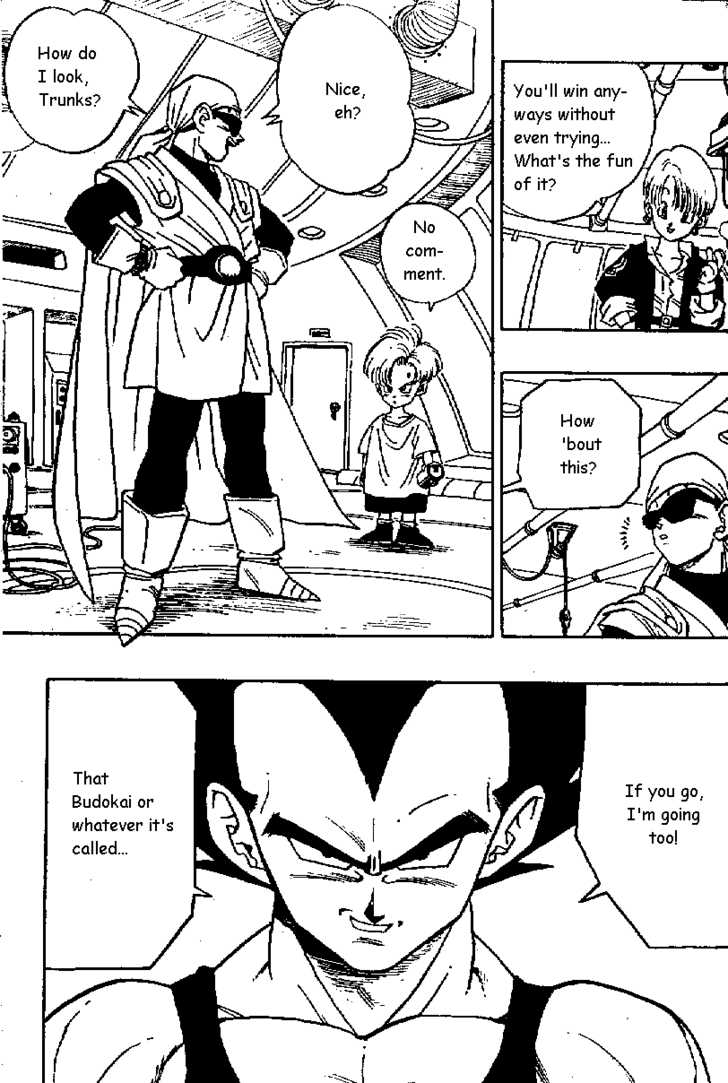 How do
I look,
Trunks?
Nice,
eh?
No
com-
ment.
You'll win any-
ways without
even trying...
What's the fun
of it?
How
'bout
this?
That
Budokai or
whatever it's
called...
If you go,
I'm going
too!